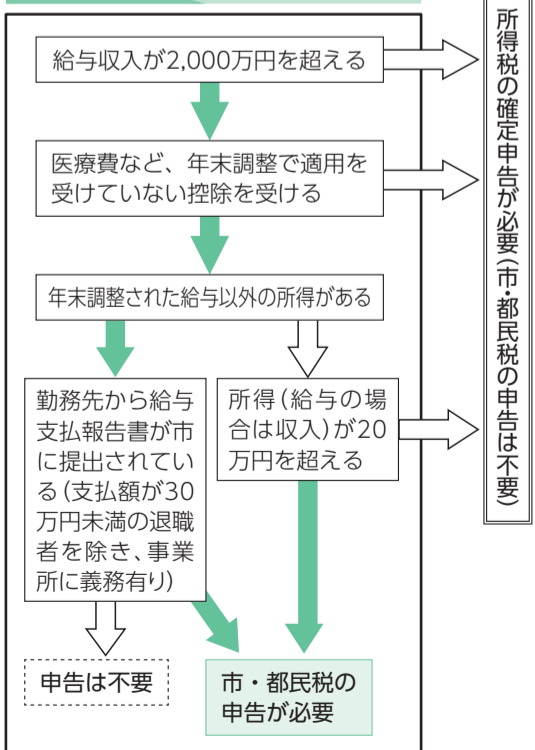 給与収入が2,000万円を超える
医療費など、年末調整で適用を
受けていない控除を受ける
年末調整された給与以外の所得がある
勤務先から給与
支払報告書が市
に提出されてい
る(支払額が30
万円未満の退職
者を除き、事業
所に義務有り)
所得(給与の場
合は収入)が20
万円を超える
申告は不要
市・都民税の
申告が必要
所得税の確定申告が必要(市・都民税の申告は不要)